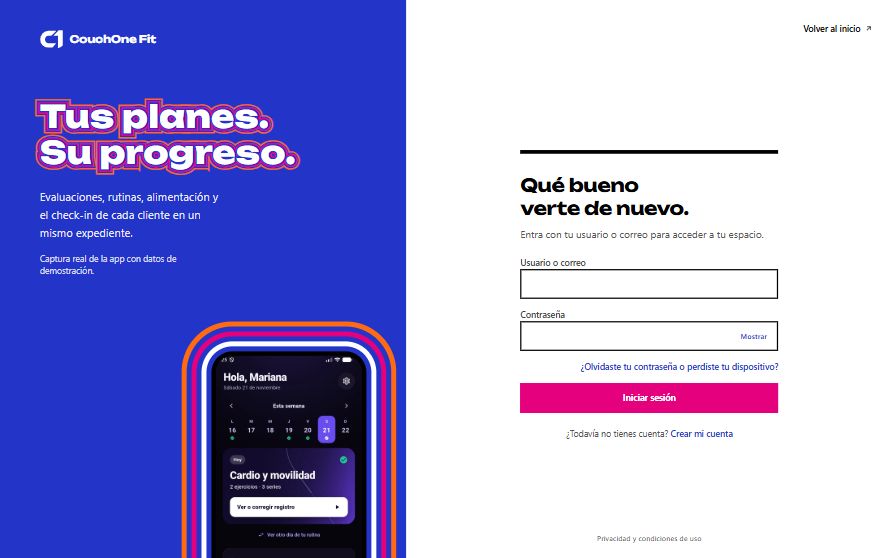 CouchOne Fit
Volver al inicio
Tus planes.
Su progreso.
Evaluaciones, rutinas, alimentación y
el check-in de cada cliente en un
mismo expediente.
Captura real de la app con datos de
demostración.
Hola, Mariana
Sábado 21 de noviembre
Esta semana
L M M J V S D
16 17 18 19 20 21 22
Hoy
Cardio y movilidad
2 ejercicios · 3 series
Ver o corregir registro
Ver otro día de tu rutina
Qué bueno
verte de nuevo.
Entra con tu usuario o correo para acceder a tu espacio.
Usuario o correo
Contraseña
Mostrar
¿Olvidaste tu contraseña o perdiste tu dispositivo?
Iniciar sesión
¿Todavía no tienes cuenta? Crear mi cuenta
Privacidad y condiciones de uso